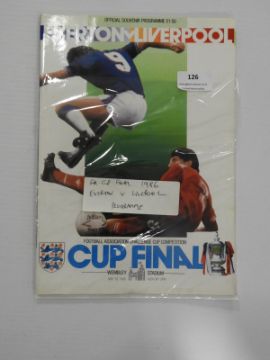 OFFICIAL SOUVENIR PROGRAMME £1.50
EVERTON v LIVERPOOL
126
FA CUP FINAL 1986
EVERTON V LIVERPOOL
PROGRAMME
FOOTBALL ASSOCIATION CHALLENGE CUP COMPETITION
CUP FINAL
WEMBLEY STADIUM